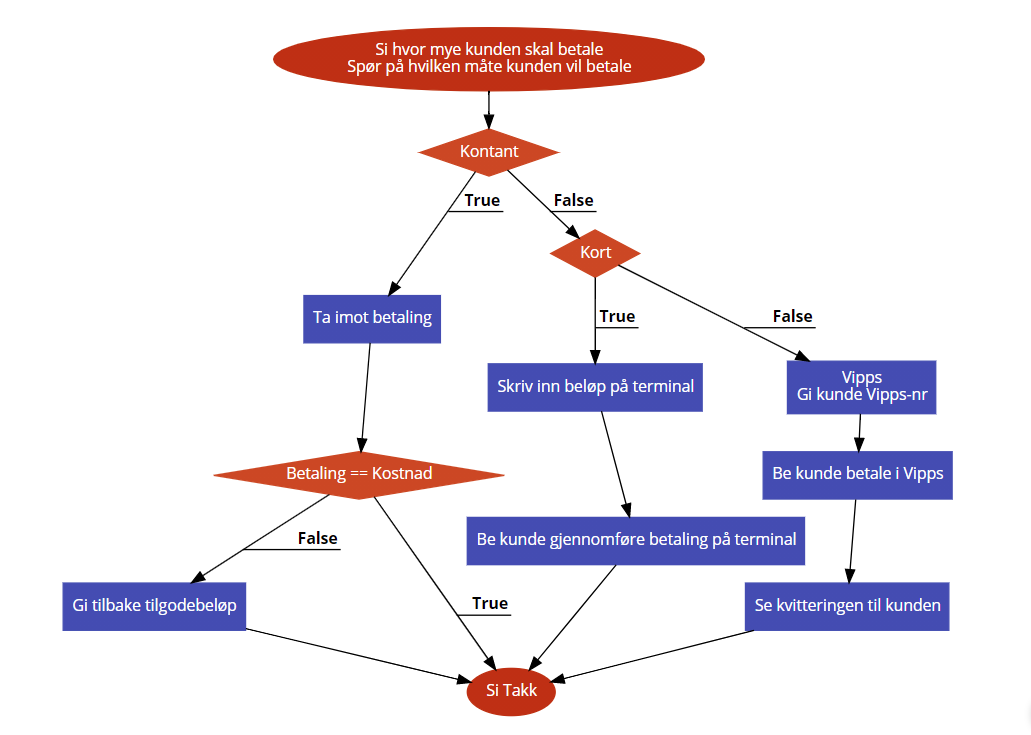 Si hvor mye kunden skal betale
Spør på hvilken måte kunden vil betale
Kontant
True
False
Kort
Ta imot betaling
True
False
Skriv inn beløp på terminal
Vipps
Gi kunde Vipps-nr
Betaling == Kostnad
Be kunde betale i Vipps
False
Be kunde gjennomføre betaling på terminal
Gi tilbake tilgodebeløp
True
Se kvitteringen til kunden
Si Takk